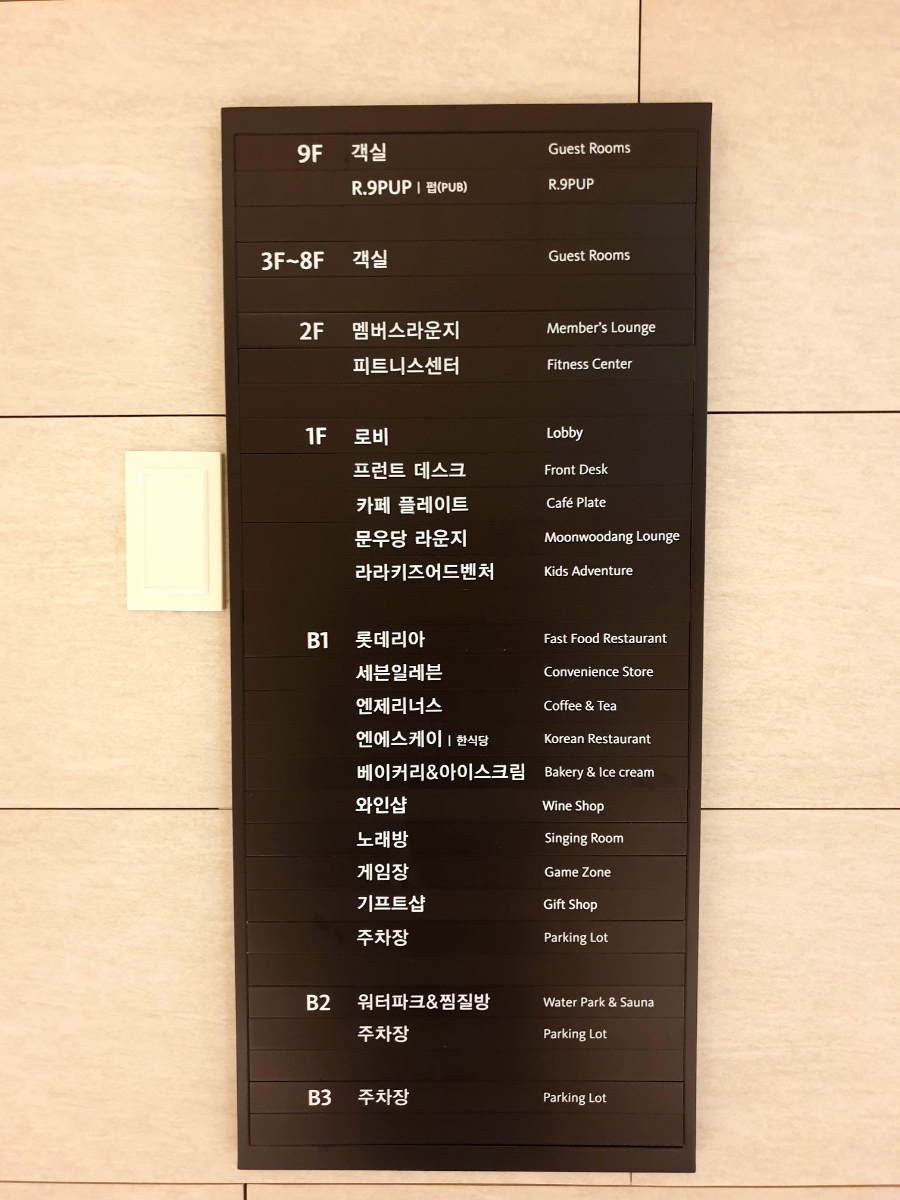 9F 객실 Guest Rooms
R.9PUP | 펍(PUB) R.9PUP
3F~8F 객실 Guest Rooms
2F 멤버스라운지 Member's Lounge
피트니스센터 Fitness Center
1F 로비 Lobby
프런트 데스크 Front Desk
카페 플레이트 Café Plate
문우당 라운지 Moonwoodang Lounge
라라키즈어드벤처 Kids Adventure
B1 롯데리아 Fast Food Restaurant
세븐일레븐 Convenience Store
엔제리너스 Coffee & Tea
엔에스케이 | 한식당 Korean Restaurant
베이커리&아이스크림 Bakery & Ice cream
와인샵 Wine Shop
노래방 Singing Room
게임장 Game Zone
기프트샵 Gift Shop
주차장 Parking Lot
B2 워터파크&찜질방 Water Park & Sauna
주차장 Parking Lot
B3 주차장 Parking Lot